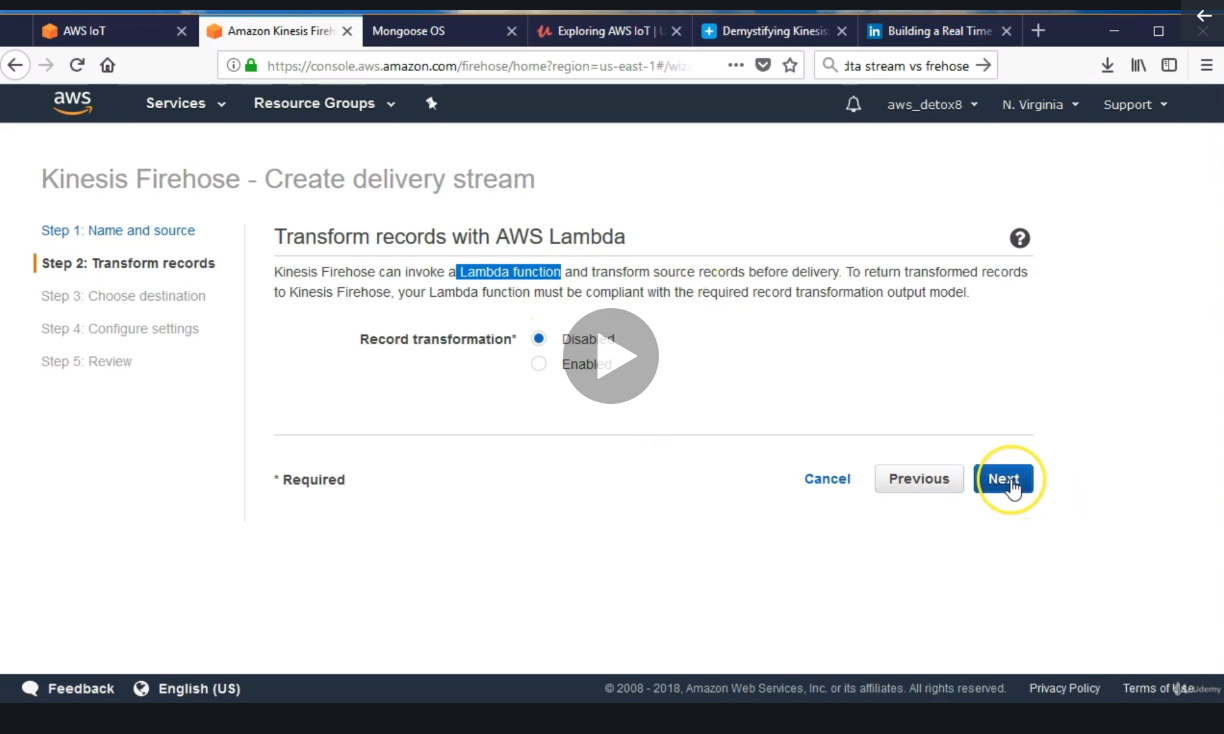 AWS IoT
Amazon Kinesis Fireh
Mongoose OS
Exploring AWS IoT | U
Demystifying Kinesis
Building a Real Time
https://console.aws.amazon.com/firehose/home?region=us-east-1#/wiz
ıta stream vs frehose
aws
Services
Resource Groups
aws_detox8
N. Virginia
Support
Kinesis Firehose - Create delivery stream
Step 1: Name and source
Step 2: Transform records
Step 3: Choose destination
Step 4: Configure settings
Step 5: Review
Transform records with AWS Lambda
Kinesis Firehose can invoke a Lambda function and transform source records before delivery. To return transformed records
to Kinesis Firehose, your Lambda function must be compliant with the required record transformation output model.
Record transformation*
Disabled
Enabled
* Required
Cancel
Previous
Next
Feedback
English (US)
© 2008 - 2018, Amazon Web Services, Inc. or its affiliates. All rights reserved.
Privacy Policy
Terms of Use
Udemy